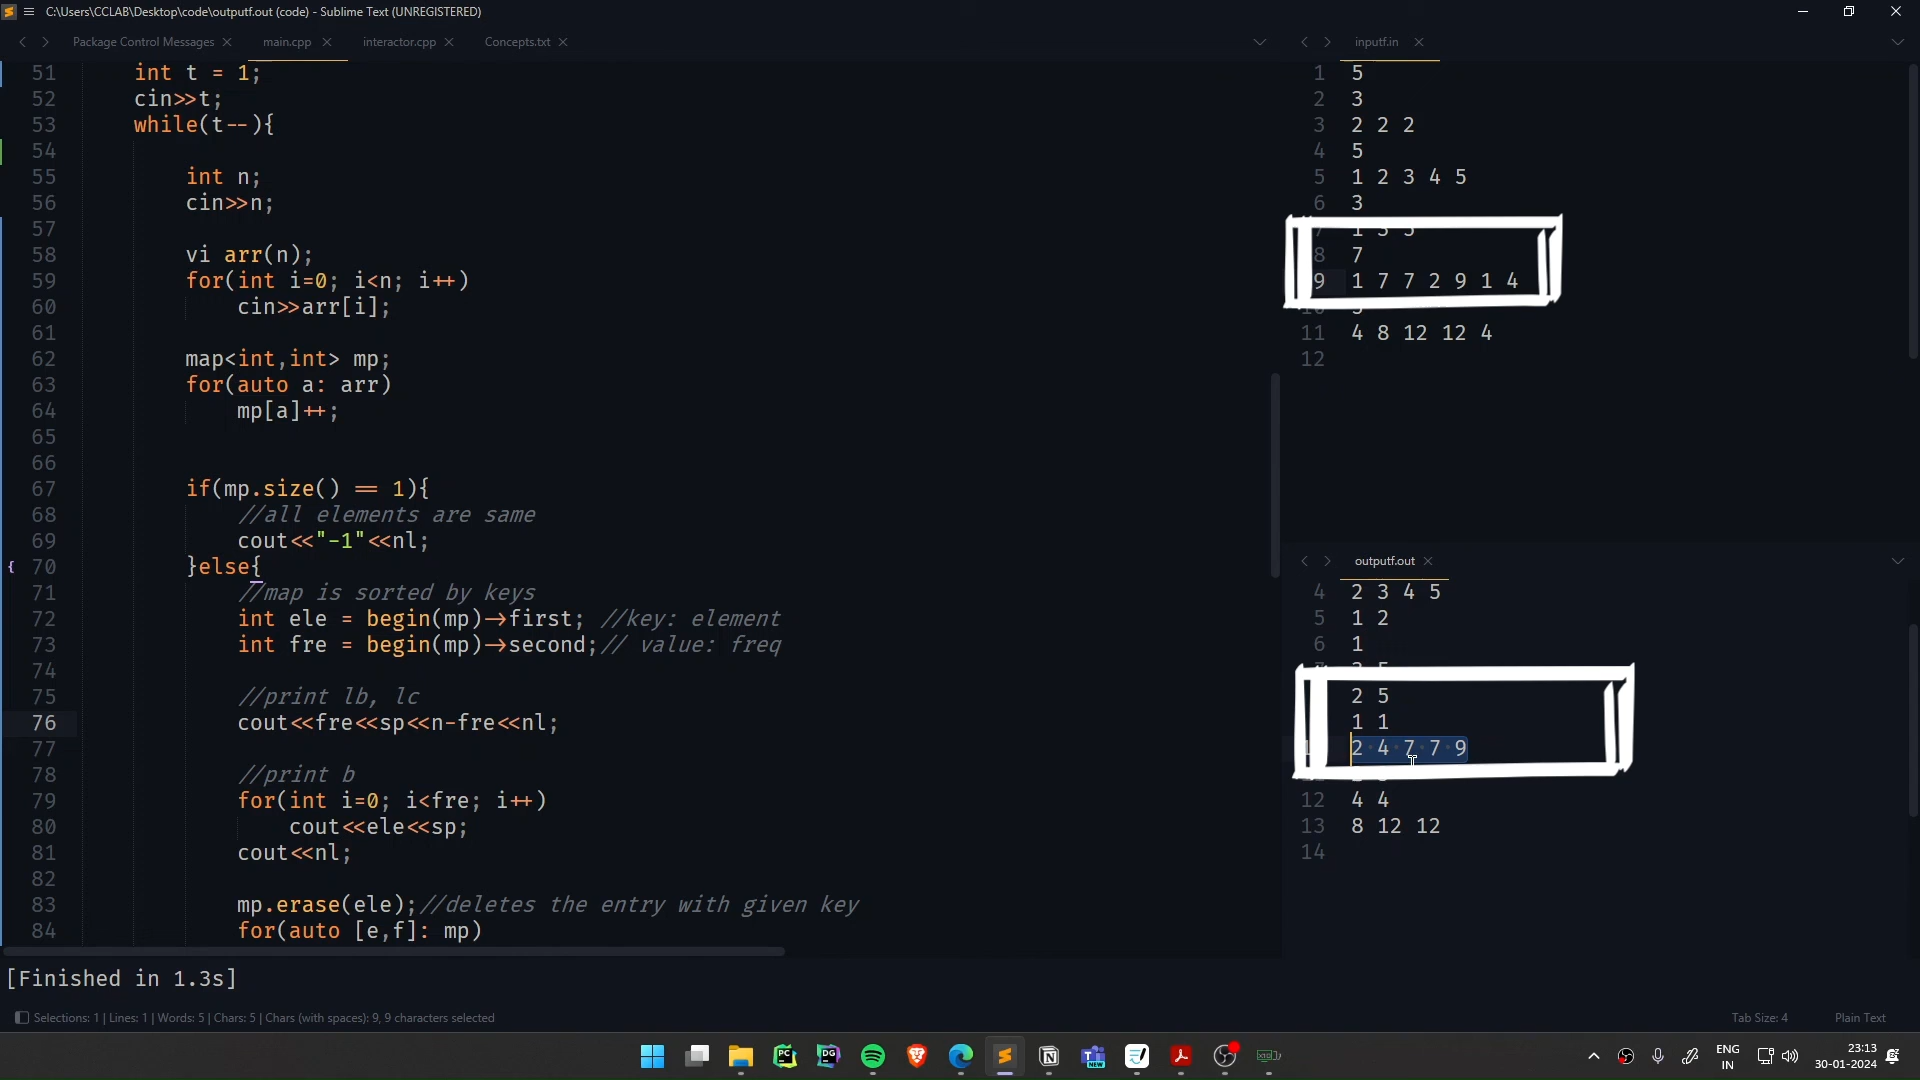 C:\Users\CCLAB\Desktop\code\outputf.out (code) - Sublime Text (UNREGISTERED)
Package Control Messages
main.cpp
interactor.cpp
Concepts.txt
51 int t = 1;
52 cin>>t;
53 while(t--){
54
55 int n;
56 cin>>n;
57
58 vi arr(n);
59 for(int i=0; i<n; i++)
60 cin>>arr[i];
61
62 map<int,int> mp;
63 for(auto a: arr)
64 mp[a]++;
65
66
67 if(mp.size() == 1){
68 //all elements are same
69 cout<<"-1"<<nl;
{ 70 }else{
71 //map is sorted by keys
72 int ele = begin(mp)->first; //key: element
73 int fre = begin(mp)->second;// value: freq
74
75 //print lb, lc
76 cout<<fre<<sp<<n-fre<<nl;
77
78 //print b
79 for(int i=0; i<fre; i++)
80 cout<<ele<<sp;
81 cout<<nl;
82
83 mp.erase(ele);//deletes the entry with given key
84 for(auto [e,f]: mp)
inputf.in
1 5
2 3
3 2 2 2
4 5
5 1 2 3 4 5
6 3
8 7
9 1 7 7 2 9 1 4
11 4 8 12 12 4
12
outputf.out
4 2 3 4 5
5 1 2
6 1
2 5
1 1
2 4 7 7 9
12 4 4
13 8 12 12
14
[Finished in 1.3s]
Selections: 1 | Lines: 1 | Words: 5 | Chars: 5 | Chars (with spaces): 9, 9 characters selected
Tab Size: 4
Plain Text
PC
DG
N
NEW
ENG
IN
23:13
30-01-2024